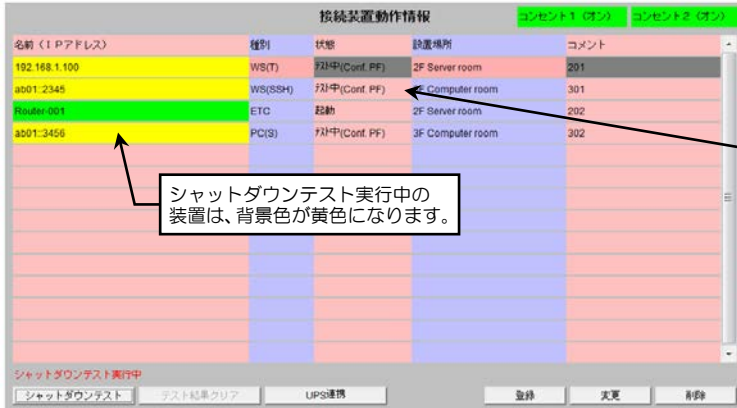 接続装置動作情報 コンセント1 (オン) コンセント2 (オン)
名前 (IPアドレス) 種別 状態 設置場所 コメント
192.168.1.100 WS(T) テスト中(Conf. PF) 2F Server room 201
ab01::2345 WS(SSH) テスト中(Conf. PF) 3F Computer room 301
Router-001 ETC 起動 2F Server room 202
ab01::3456 PC(S) テスト中(Conf. PF) 3F Computer room 302
シャットダウンテスト実行中の
装置は、背景色が黄色になります。
シャットダウンテスト実行中
シャットダウンテスト テスト結果クリア UPS連携 登録 変更 削除